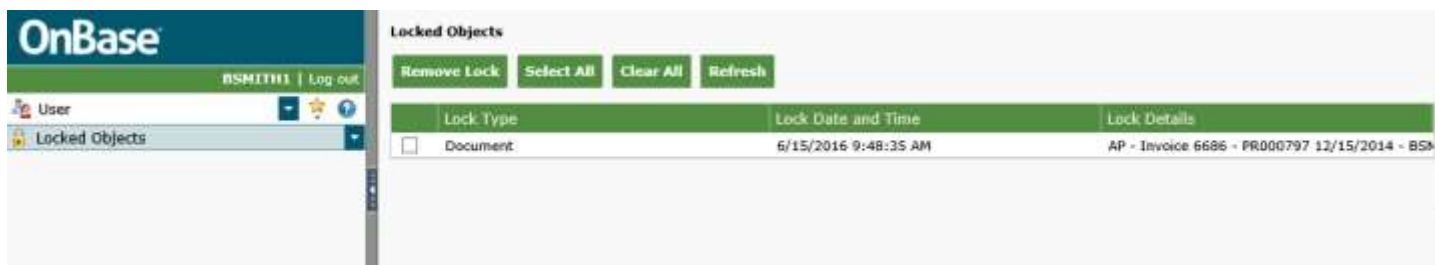 OnBase
BSMITH1 | Log out
User
Locked Objects
Locked Objects
Remove Lock Select All Clear All Refresh
Lock Type Lock Date and Time Lock Details
Document 6/15/2016 9:48:35 AM AP - Invoice 6686 - PR000797 12/15/2014 - BSM